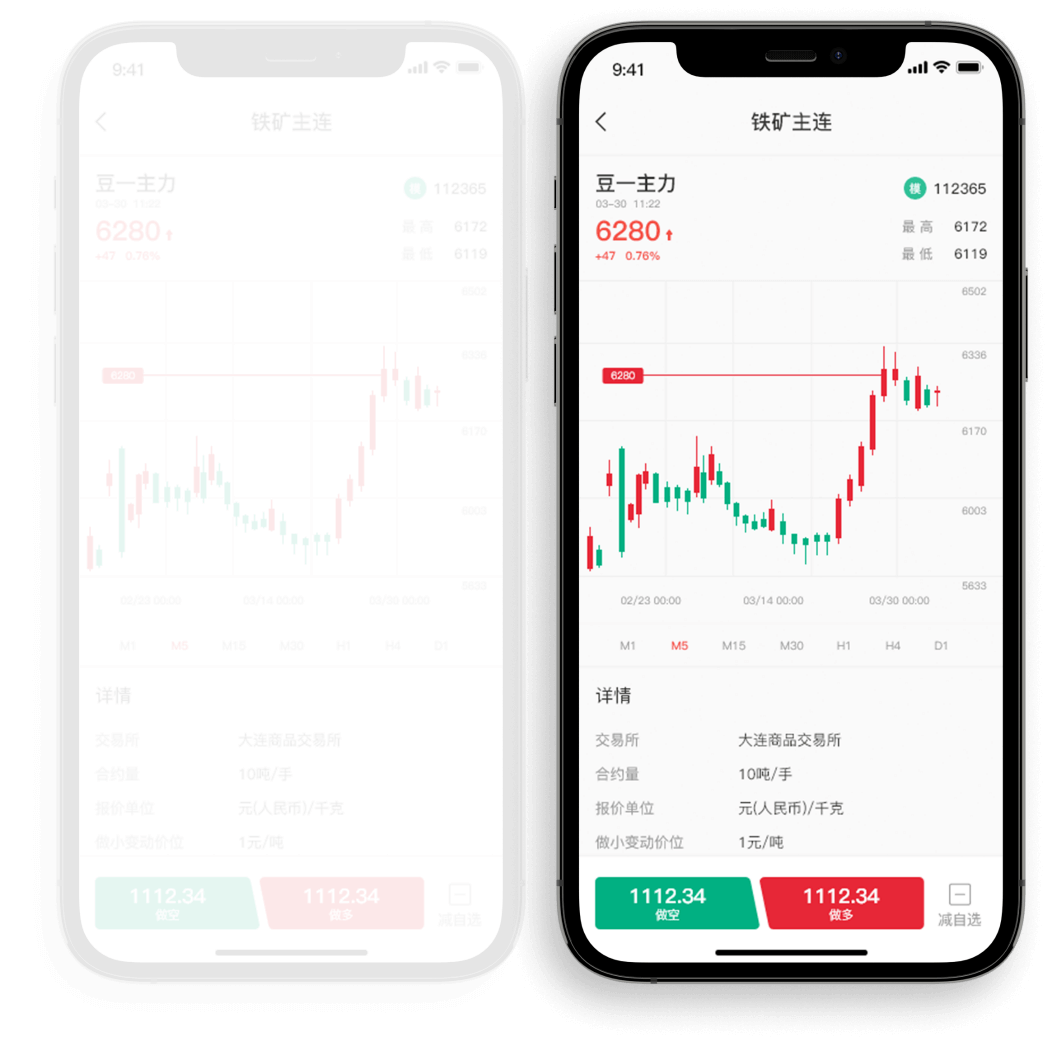 9:41
铁矿主连
豆一主力
模 112365
03-30 11:22
6280
最高 6172
+47 0.76%
最低 6119
6502
6336
6280
6170
6003
5633
02/23 00:00 03/14 00:00 03/30 00:00
M1 M5 M15 M30 H1 H4 D1
详情
交易所 大连商品交易所
合约量 10吨/手
报价单位 元(人民币)/千克
做小变动价位 1元/吨
1112.34 1112.34
做空 做多
减自选
9:41
铁矿主连
豆一主力
模 112365
03-30 11:22
6280
最高 6172
+47 0.76%
最低 6119
6502
6336
6280
6170
6003
5633
02/23 00:00 03/14 00:00 03/30 00:00
M1 M5 M15 M30 H1 H4 D1
详情
交易所 大连商品交易所
合约量 10吨/手
报价单位 元(人民币)/千克
做小变动价位 1元/吨
1112.34 1112.34
做空 做多
减自选